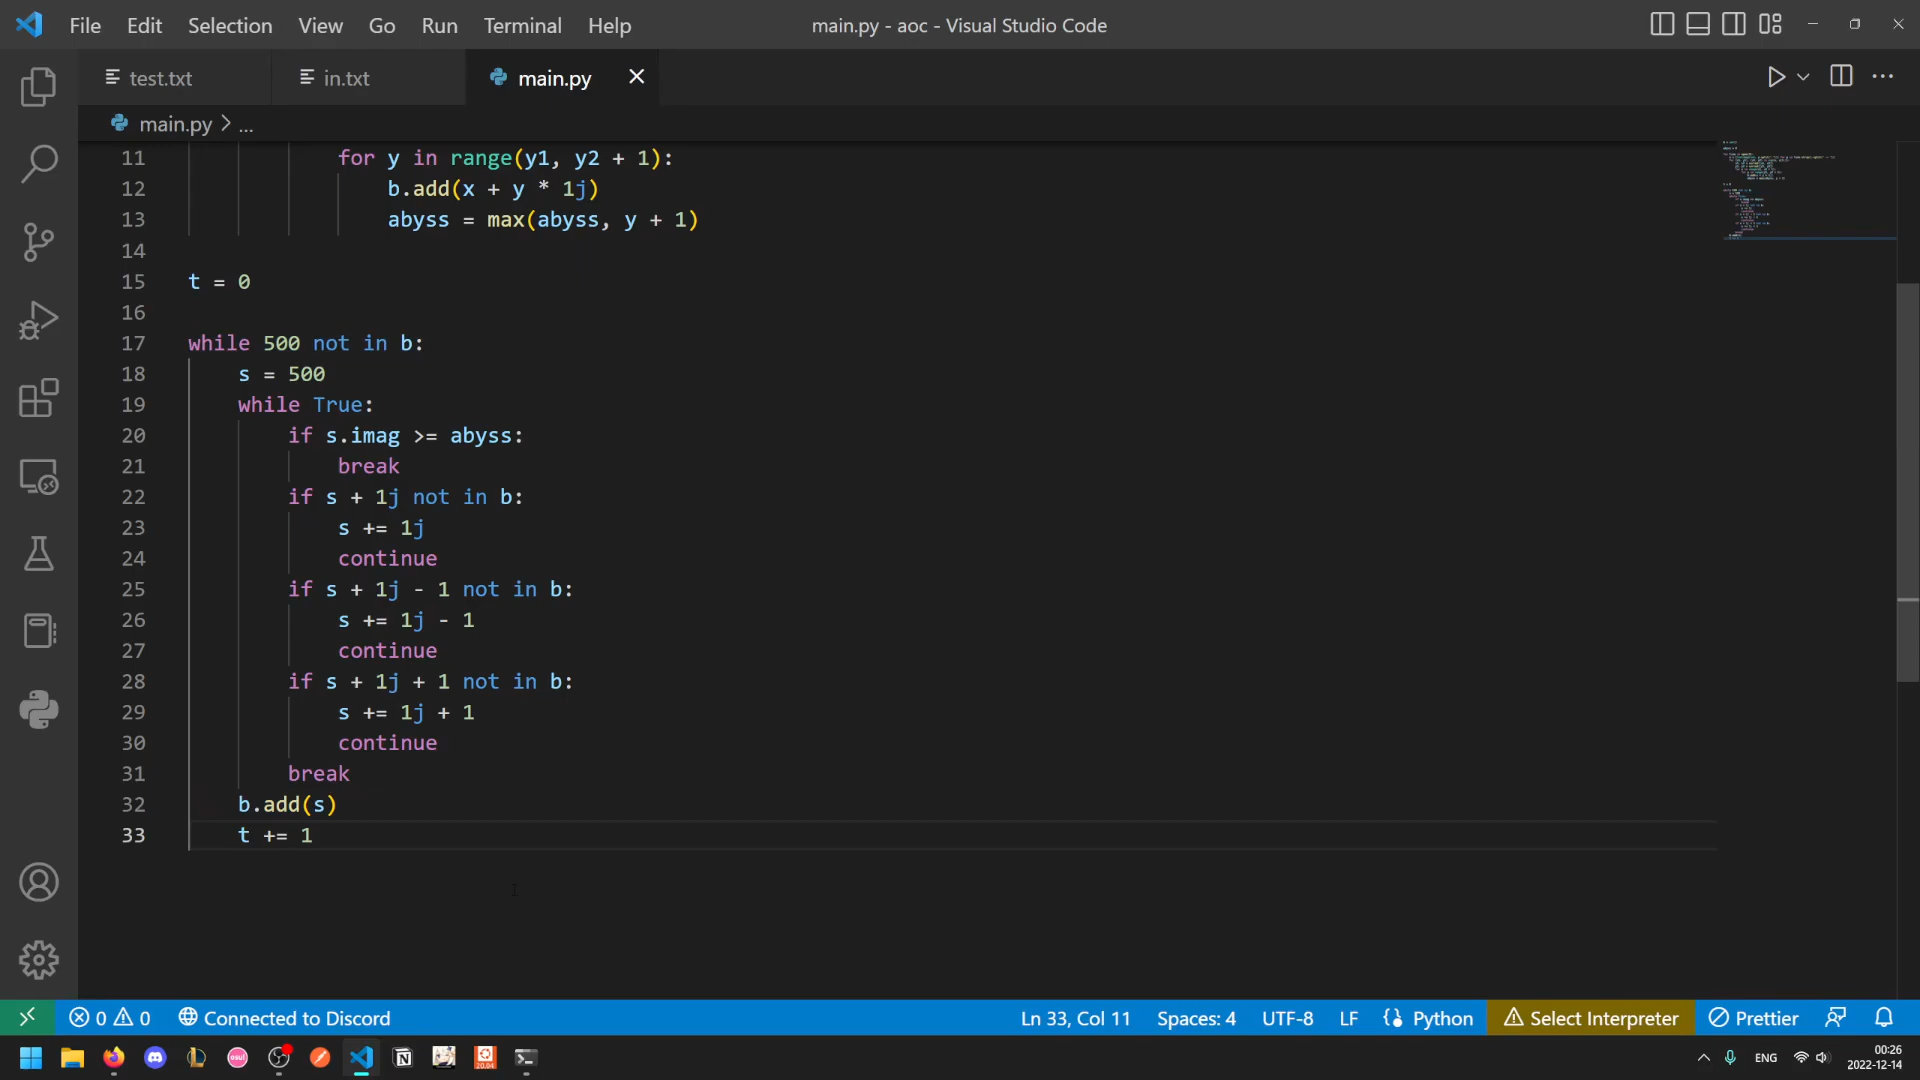 File Edit Selection View Go Run Terminal Help main.py - aoc - Visual Studio Code
test.txt in.txt main.py
main.py > ...
11 for y in range(y1, y2 + 1):
12 b.add(x + y * 1j)
13 abyss = max(abyss, y + 1)
14
15 t = 0
16
17 while 500 not in b:
18 s = 500
19 while True:
20 if s.imag >= abyss:
21 break
22 if s + 1j not in b:
23 s += 1j
24 continue
25 if s + 1j - 1 not in b:
26 s += 1j - 1
27 continue
28 if s + 1j + 1 not in b:
29 s += 1j + 1
30 continue
31 break
32 b.add(s)
33 t += 1
0 0 Connected to Discord Ln 33, Col 11 Spaces: 4 UTF-8 LF Python Select Interpreter Prettier
osu! 20.04 ENG 00:26
2022-12-14